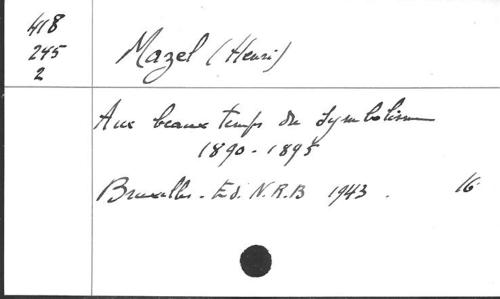 418
245
2
Mazel (Henri)
Aux beaux temps du Symbolisme
1890-1895
Bruxelles. Ed. N.R.B 1943. 16